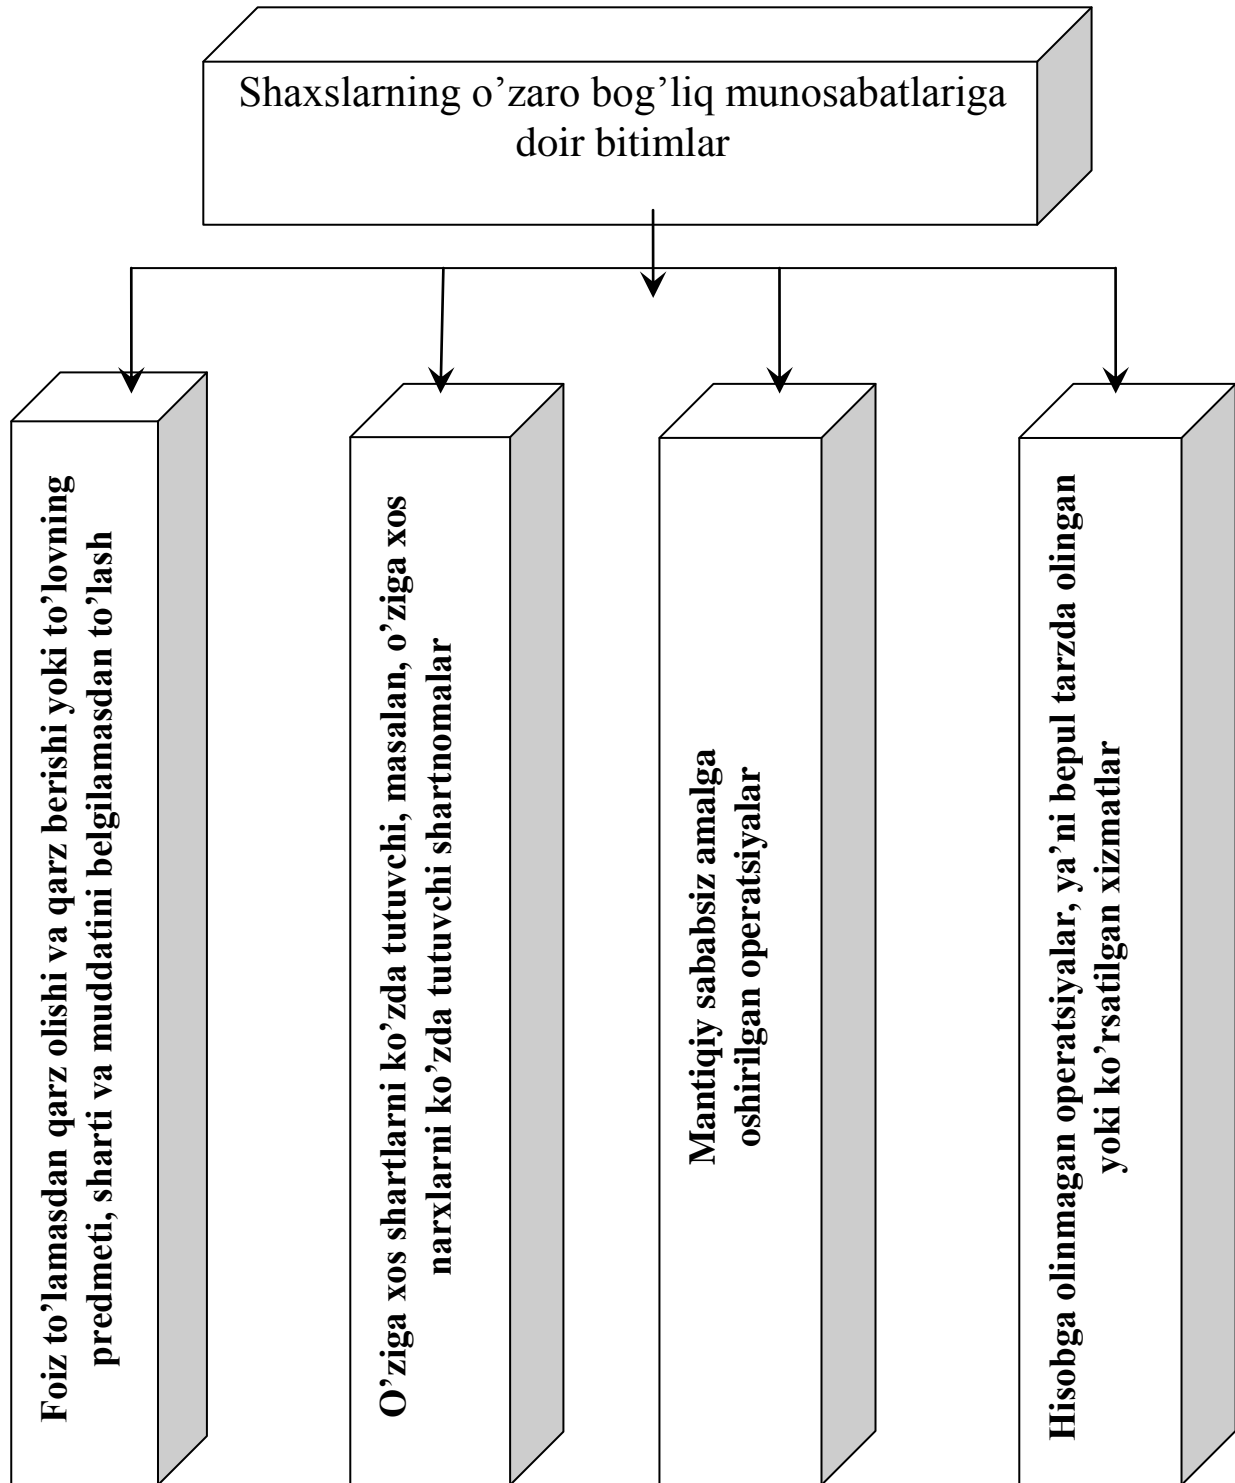 Shaxslarning o’zaro bog’liq munosabatlariga
doir bitimlar
Foiz to’lamasdan qarz olishi va qarz berishi yoki to’lovning
predmeti, sharti va muddatini belgilamasdan to’lash
O’ziga xos shartlarni ko’zda tutuvchi, masalan, o’ziga xos
narxlarni ko’zda tutuvchi shartnomalar
Mantiqiy sababsiz amalga
oshirilgan operatsiyalar
Hisobga olinmagan operatsiyalar, ya’ni bepul tarzda olingan
yoki ko’rsatilgan xizmatlar